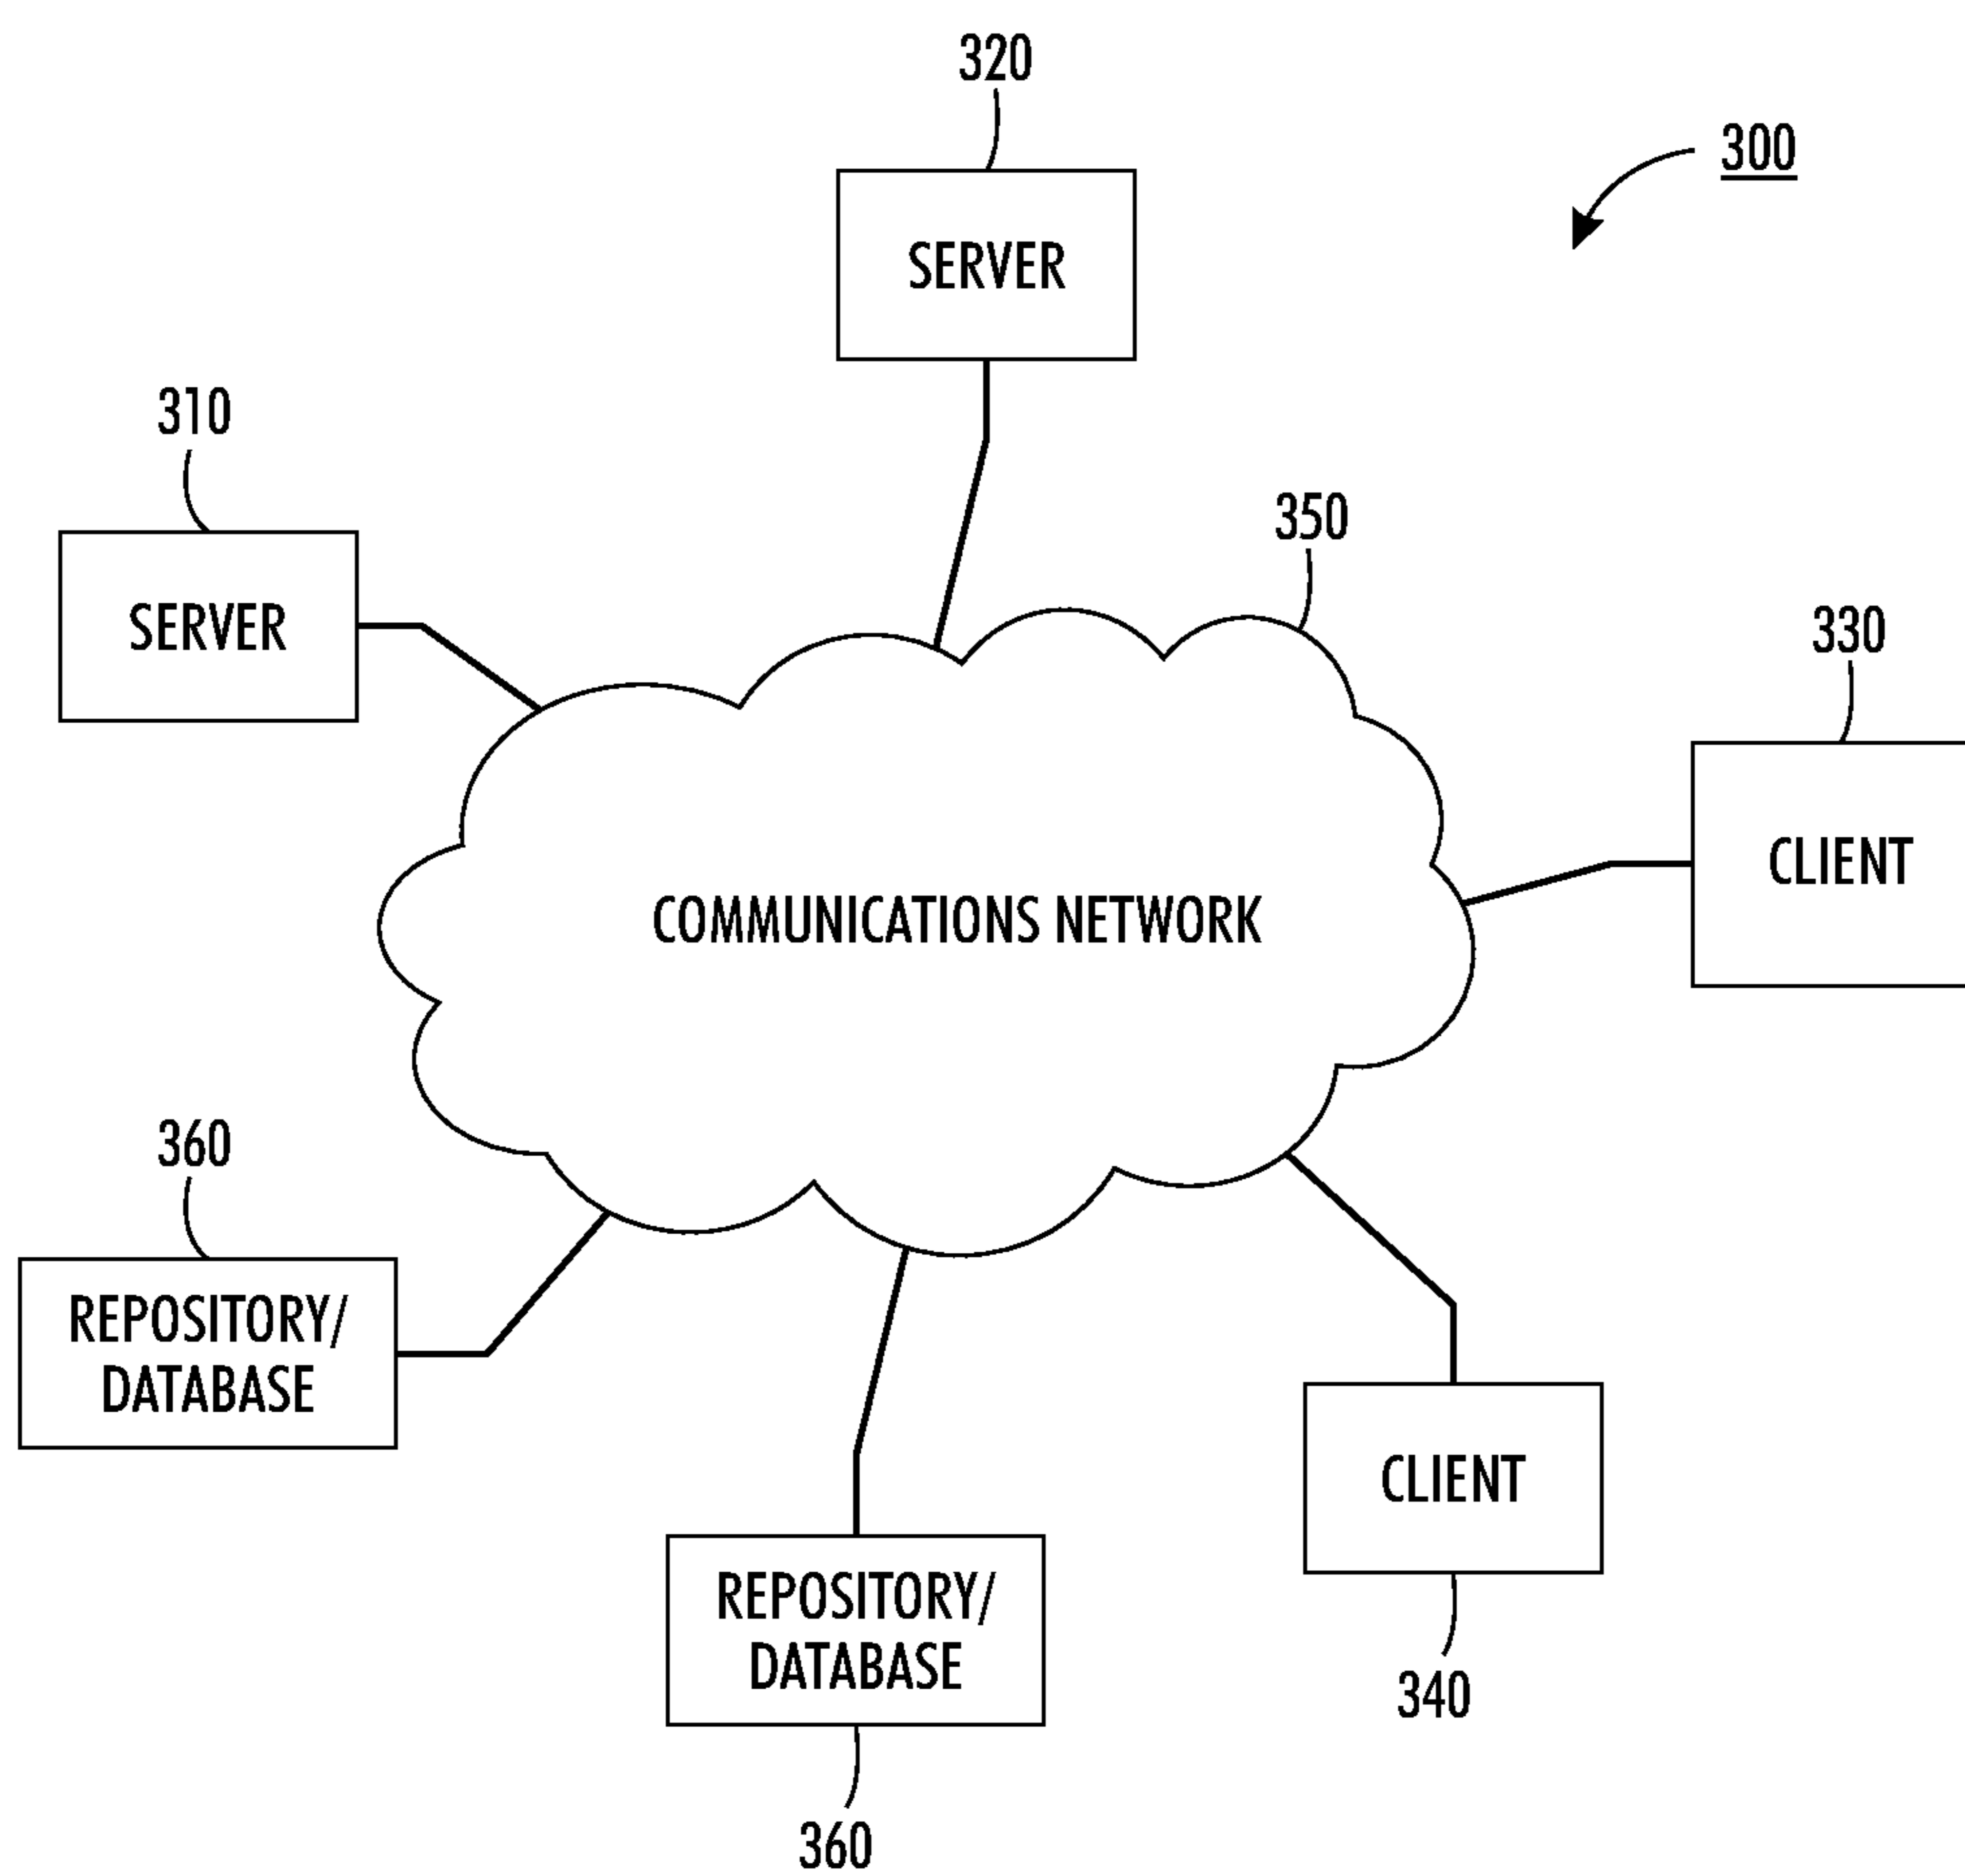 320
300
SERVER
310
350
SERVER
330
CLIENT
COMMUNICATIONS NETWORK
360
REPOSITORY/
DATABASE
CLIENT
REPOSITORY/
DATABASE
340
360